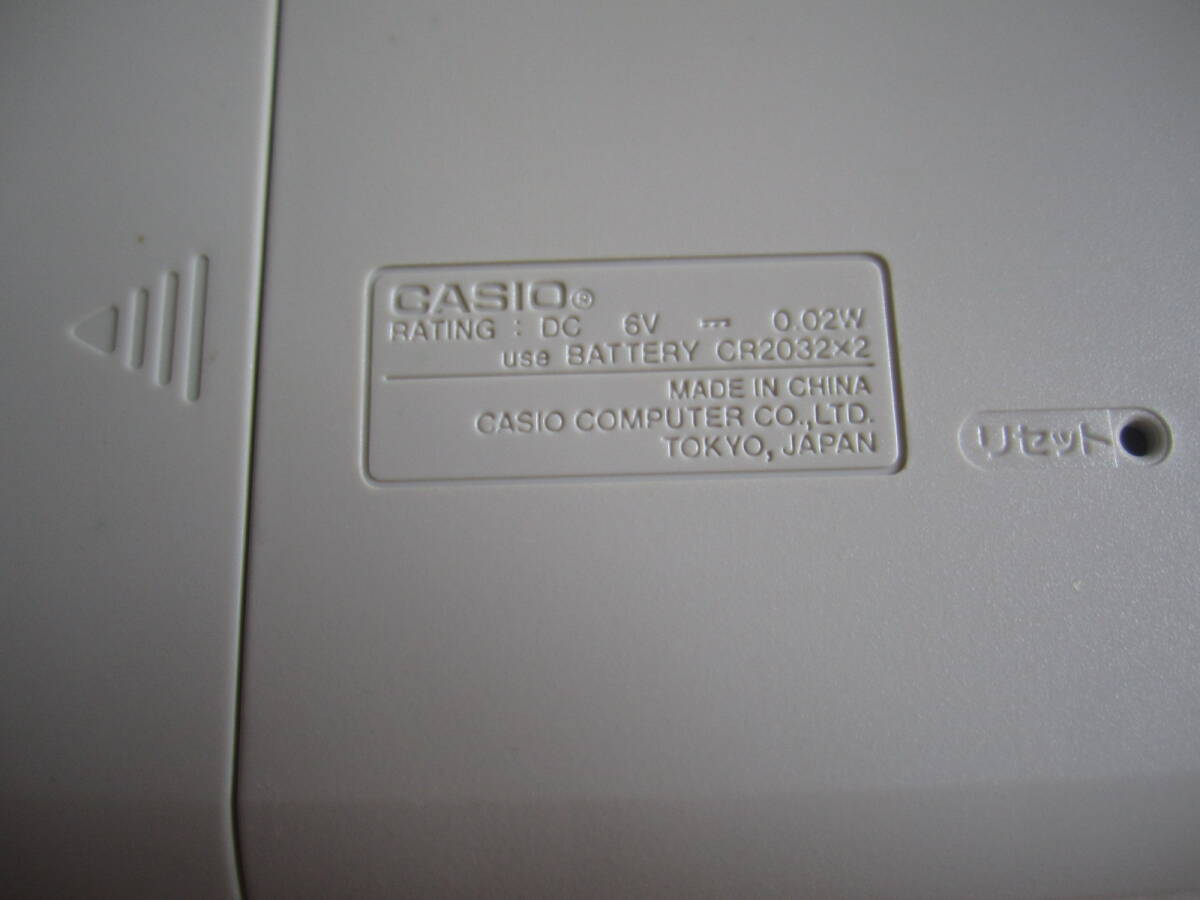 CASIO®
RATING : DC 6V ⎓ 0.02W
use BATTERY CR2032×2
MADE IN CHINA
CASIO COMPUTER CO.,LTD.
TOKYO, JAPAN
リセット